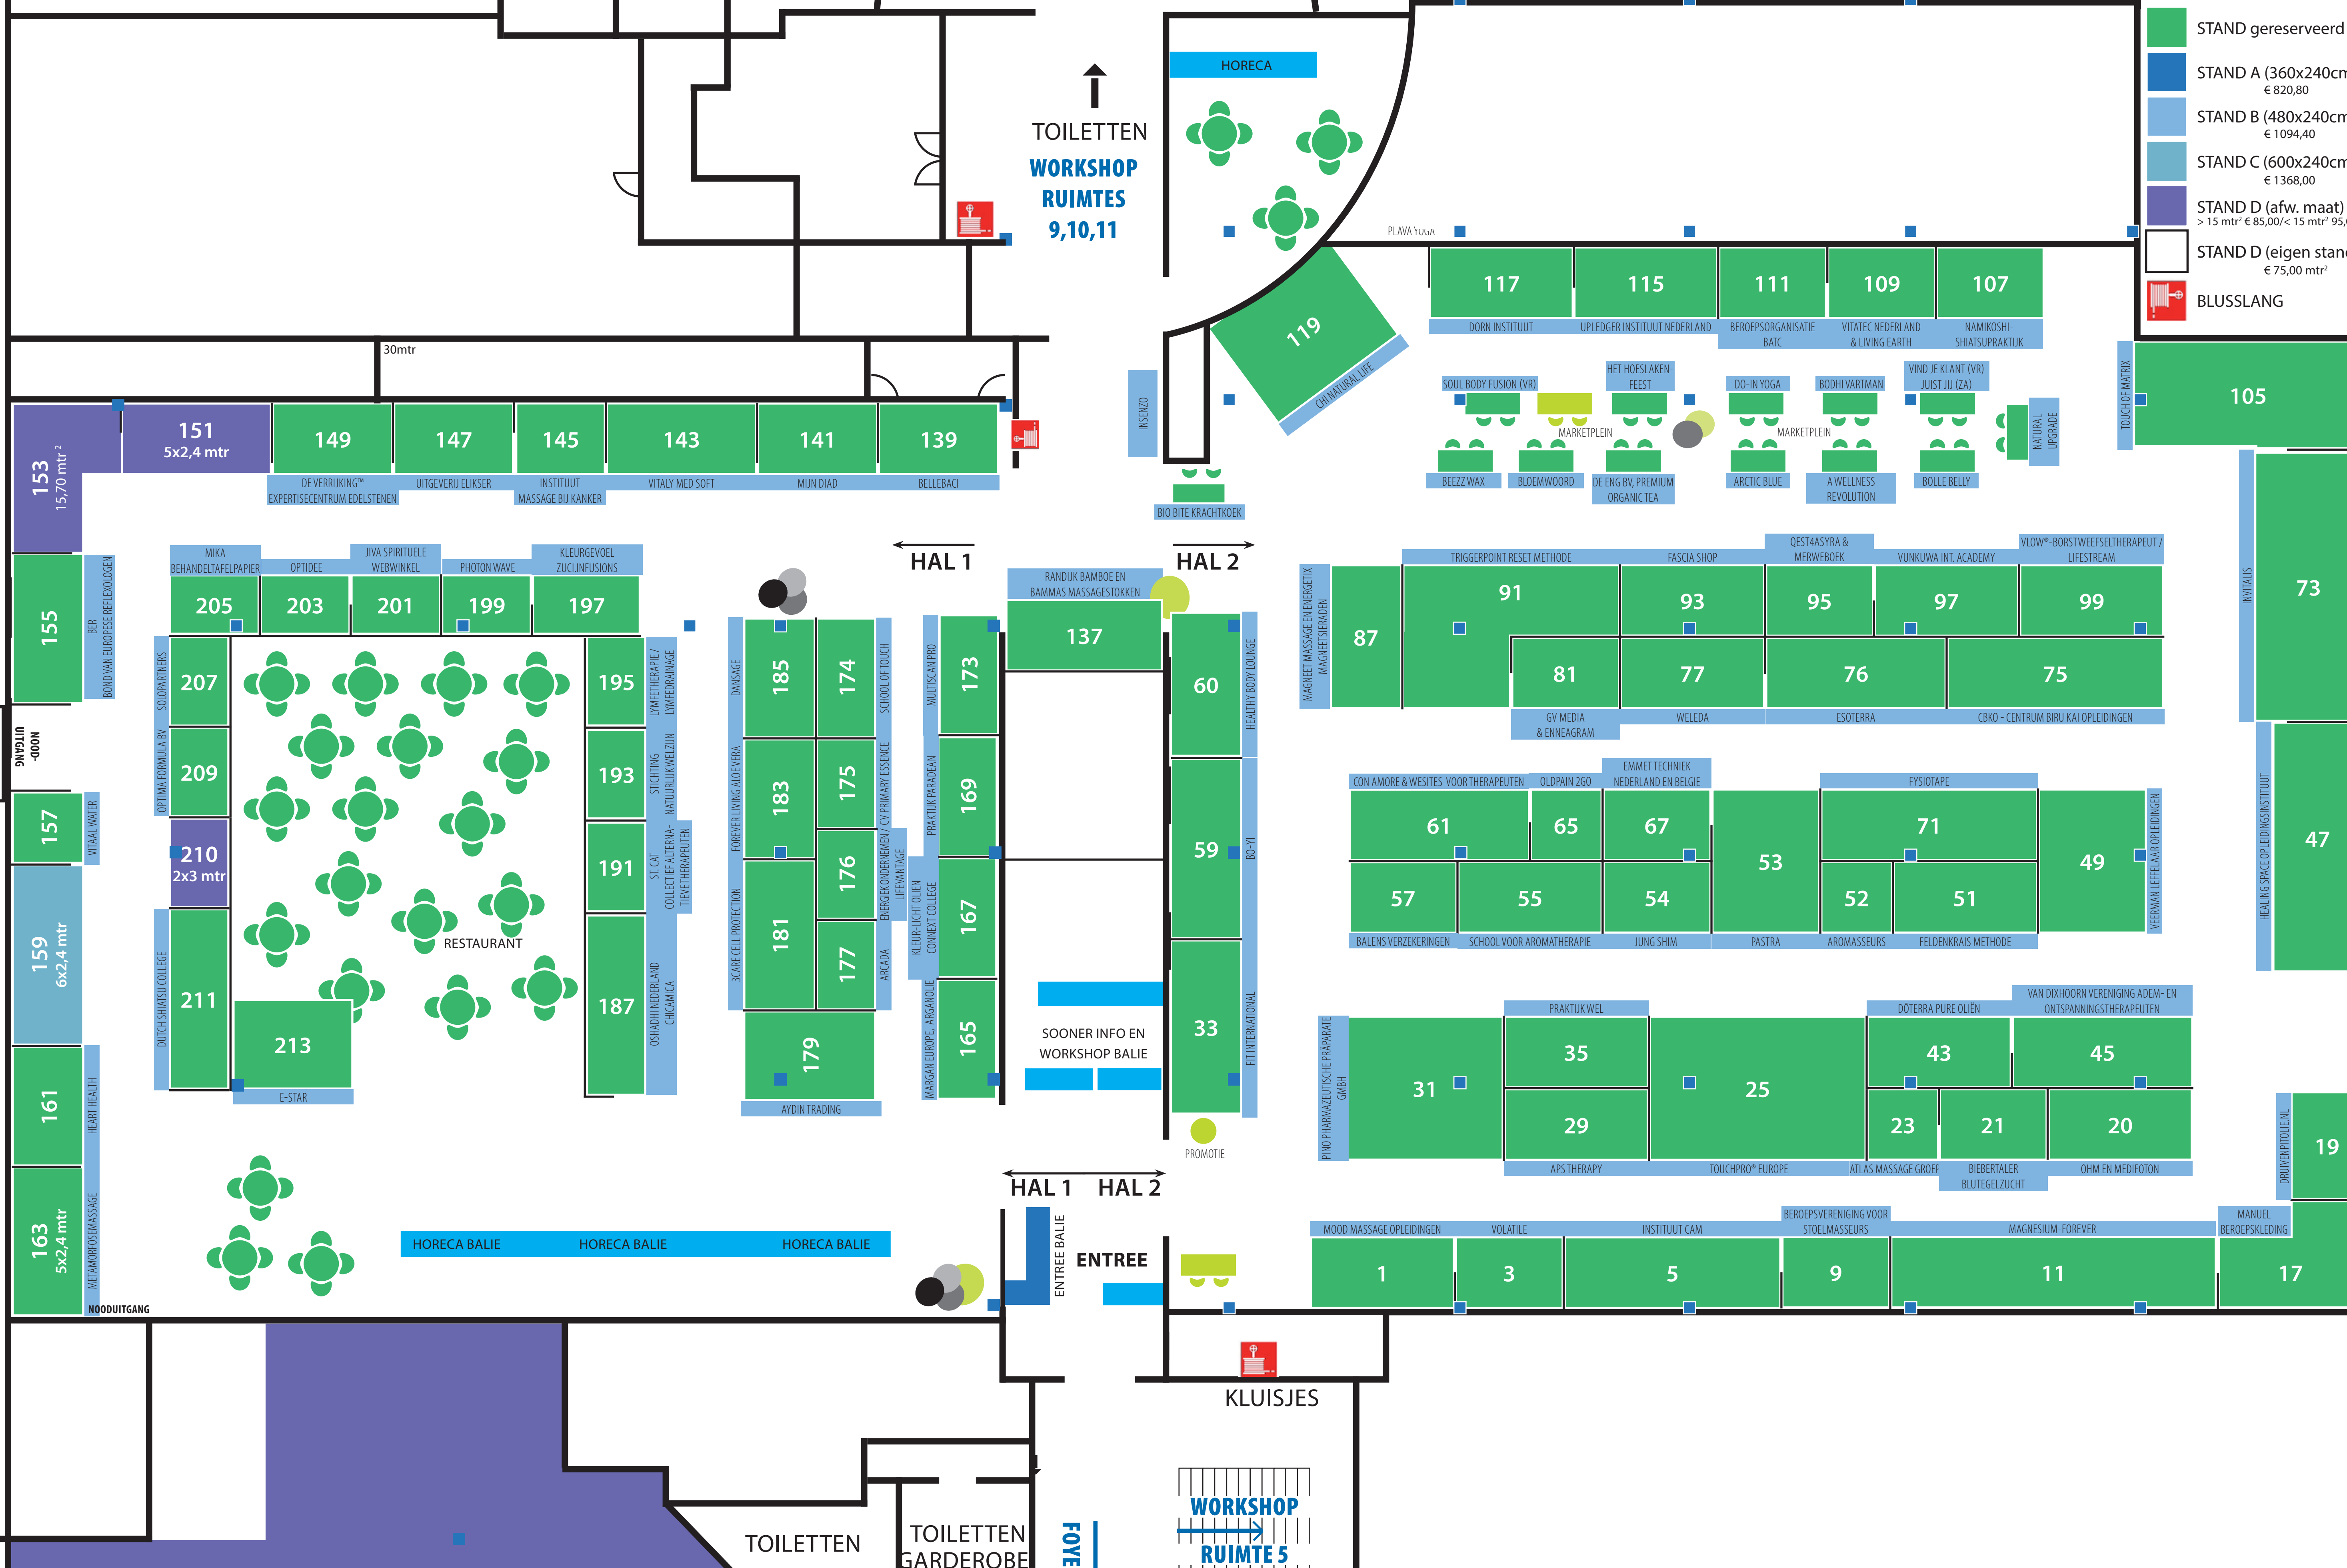 HORECA
TOILETTEN
WORKSHOP
RUIMTES
9,10,11
PLAVA YOGA
STAND gereserveerd
STAND A (360x240cm
€ 820,80
STAND B (480x240cm
€ 1094,40
STAND C (600x240cm
€ 1368,00
STAND D (afw. maat)
> 15 mtr² € 85,00/< 15 mtr² 95,
STAND D (eigen stan
€ 75,00 mtr²
BLUSSLANG
30mtr
117
115
111
109
107
119
DORN INSTITUUT
UPLEDGER INSTITUUT NEDERLAND
BEROEPSORGANISATIE
BATC
VITATEC NEDERLAND
& LIVING EARTH
NAMIKOSHI-
SHIATSUPRAKTIJK
CHI NATURAL LIFE
INSENZO
SOUL BODY FUSION (VR)
HET HOESLAKEN-
FEEST
DO-IN YOGA
BODHI VARTMAN
VIND JE KLANT (VR)
JUIST JIJ (ZA)
MARKETPLEIN
MARKETPLEIN
NATURAL
UPGRADE
TOUCH OF MATRIX
105
BEEZZ WAX
BLOEMWOORD
DE ENG BV, PREMIUM
ORGANIC TEA
ARCTIC BLUE
A WELLNESS
REVOLUTION
BOLLE BELLY
BIO BITE KRACHTKOEK
153
15,70 mtr ²
151
5x2,4 mtr
149
147
145
143
141
139
DE VERRIJKING™
EXPERTISECENTRUM EDELSTENEN
UITGEVERIJ ELIKSER
INSTITUUT
MASSAGE BIJ KANKER
VITALY MED SOFT
MIJN DIAD
BELLEBACI
HAL 1
HAL 2
155
BER
BOND VAN EUROPESE REFLEXOLOGEN
NOOD-
UITGANG
157
VITAAL WATER
159
6x2,4 mtr
161
HEART HEALTH
163
5x2,4 mtr
METAMORFOSEMASSAGE
NOODUITGANG
MIKA
BEHANDELTAFELPAPIER
OPTIDEE
JIVA SPIRITUELE
WEBWINKEL
PHOTON WAVE
KLEURGEVOEL
ZUCI.INFUSIONS
205
203
201
199
197
SOLOPARTNERS
207
OPTIMA FORMULA BV
209
210
2x3 mtr
DUTCH SHIATSU COLLEGE
211
213
E-STAR
RESTAURANT
195
LYMFETHERAPIE /
LYMFEDRAINAGE
193
STICHTING
NATUURLIJK WELZIJN
191
ST. CAT
COLLECTIEF ALTERNA-
TIEVE THERAPEUTEN
187
OSHADHI NEDERLAND
CHICAMICA
DANSAGE
185
FOREVER LIVING ALOE VERA
183
3CARE CELL PROTECTION
181
174
SCHOOL OF TOUCH
175
ENERGIEK ONDERNEMEN / CV PRIMARY ESSENCE
176
LIFEVANTAGE
177
ARCADA
179
AYDIN TRADING
MULTISCAN PRO
173
PRAKTIJK PARADEAN
169
KLEUR-LICHT OLIEN
CONNEXT COLLEGE
167
MARGAN EUROPE, ARGANOLIE
165
RANDIJK BAMBOE EN
BAMMAS MASSAGESTOKKEN
137
60
HEALTHY BODY LOUNGE
59
BO-YI
33
FIT INTERNATIONAL
SOONER INFO EN
WORKSHOP BALIE
PROMOTIE
HAL 1
HAL 2
HORECA BALIE
HORECA BALIE
HORECA BALIE
ENTREE BALIE
ENTREE
MAGNEET MASSAGE EN ENERGETIX
MAGNEETSIERADEN
87
TRIGGERPOINT RESET METHODE
FASCIA SHOP
QEST4ASYRA &
MERWEBOEK
VUNKUWA INT. ACADEMY
VLOW®-BORSTWEEFSELTHERAPEUT /
LIFESTREAM
91
93
95
97
99
81
77
76
75
GV MEDIA
& ENNEAGRAM
WELEDA
ESOTERRA
CBKO - CENTRUM BIRU KAI OPLEIDINGEN
INVITALIS
73
HEALING SPACE OPLEIDINGSINSTITUUT
47
CON AMORE & WESITES VOOR THERAPEUTEN
OLDPAIN 2GO
EMMET TECHNIEK
NEDERLAND EN BELGIE
FYSIOTAPE
61
65
67
53
71
49
57
55
54
52
51
VEERMAN LEFFELAAR OPLEIDINGEN
BALENS VERZEKERINGEN
SCHOOL VOOR AROMATHERAPIE
JUNG SHIM
PASTRA
AROMASSEURS
FELDENKRAIS METHODE
PINO PHARMAZEUTISCHE PRÄPARATE
GMBH
PRAKTIJK WEL
DŌTERRA PURE OLIËN
VAN DIXHOORN VERENIGING ADEM- EN
ONTSPANNINGSTHERAPEUTEN
31
35
25
43
45
29
23
21
20
APS THERAPY
TOUCHPRO® EUROPE
ATLAS MASSAGE GROEP
BIEBERTALER
BLUTEGELZUCHT
OHM EN MEDIFOTON
DRUIVENPITOLIE.NL
19
MOOD MASSAGE OPLEIDINGEN
VOLATILE
INSTITUUT CAM
BEROEPSVERENIGING VOOR
STOELMASSEURS
MAGNESIUM-FOREVER
MANUEL
BEROEPSKLEDING
1
3
5
9
11
17
KLUISJES
TOILETTEN
TOILETTEN
GARDEROBE
FOYE
WORKSHOP
RUIMTE 5